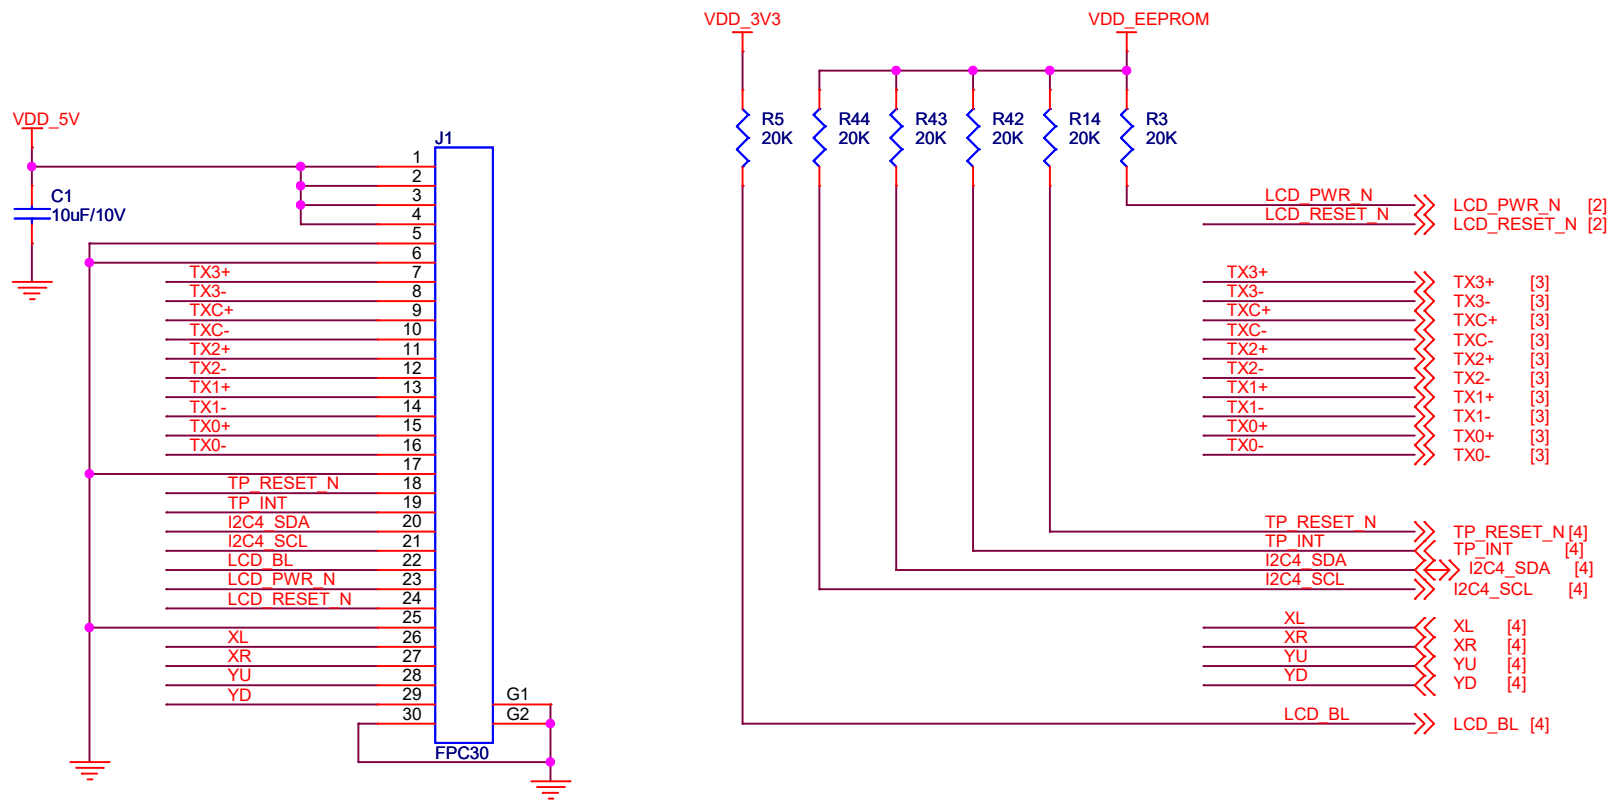 VDD_5V
C1
10uF/10V
J1
1
2
3
4
5
6
TX3+ 7
TX3- 8
TXC+ 9
TXC- 10
TX2+ 11
TX2- 12
TX1+ 13
TX1- 14
TX0+ 15
TX0- 16
17
TP_RESET_N 18
TP_INT 19
I2C4_SDA 20
I2C4_SCL 21
LCD_BL 22
LCD_PWR_N 23
LCD_RESET_N 24
25
XL 26
XR 27
YU 28
YD 29
30
G1
G2
FPC30
VDD_3V3
VDD_EEPROM
R5
20K
R44
20K
R43
20K
R42
20K
R14
20K
R3
20K
LCD_PWR_N LCD_PWR_N [2]
LCD_RESET_N LCD_RESET_N [2]
TX3+ TX3+ [3]
TX3- TX3- [3]
TXC+ TXC+ [3]
TXC- TXC- [3]
TX2+ TX2+ [3]
TX2- TX2- [3]
TX1+ TX1+ [3]
TX1- TX1- [3]
TX0+ TX0+ [3]
TX0- TX0- [3]
TP_RESET_N TP_RESET_N [4]
TP_INT TP_INT [4]
I2C4_SDA I2C4_SDA [4]
I2C4_SCL I2C4_SCL [4]
XL XL [4]
XR XR [4]
YU YU [4]
YD YD [4]
LCD_BL LCD_BL [4]